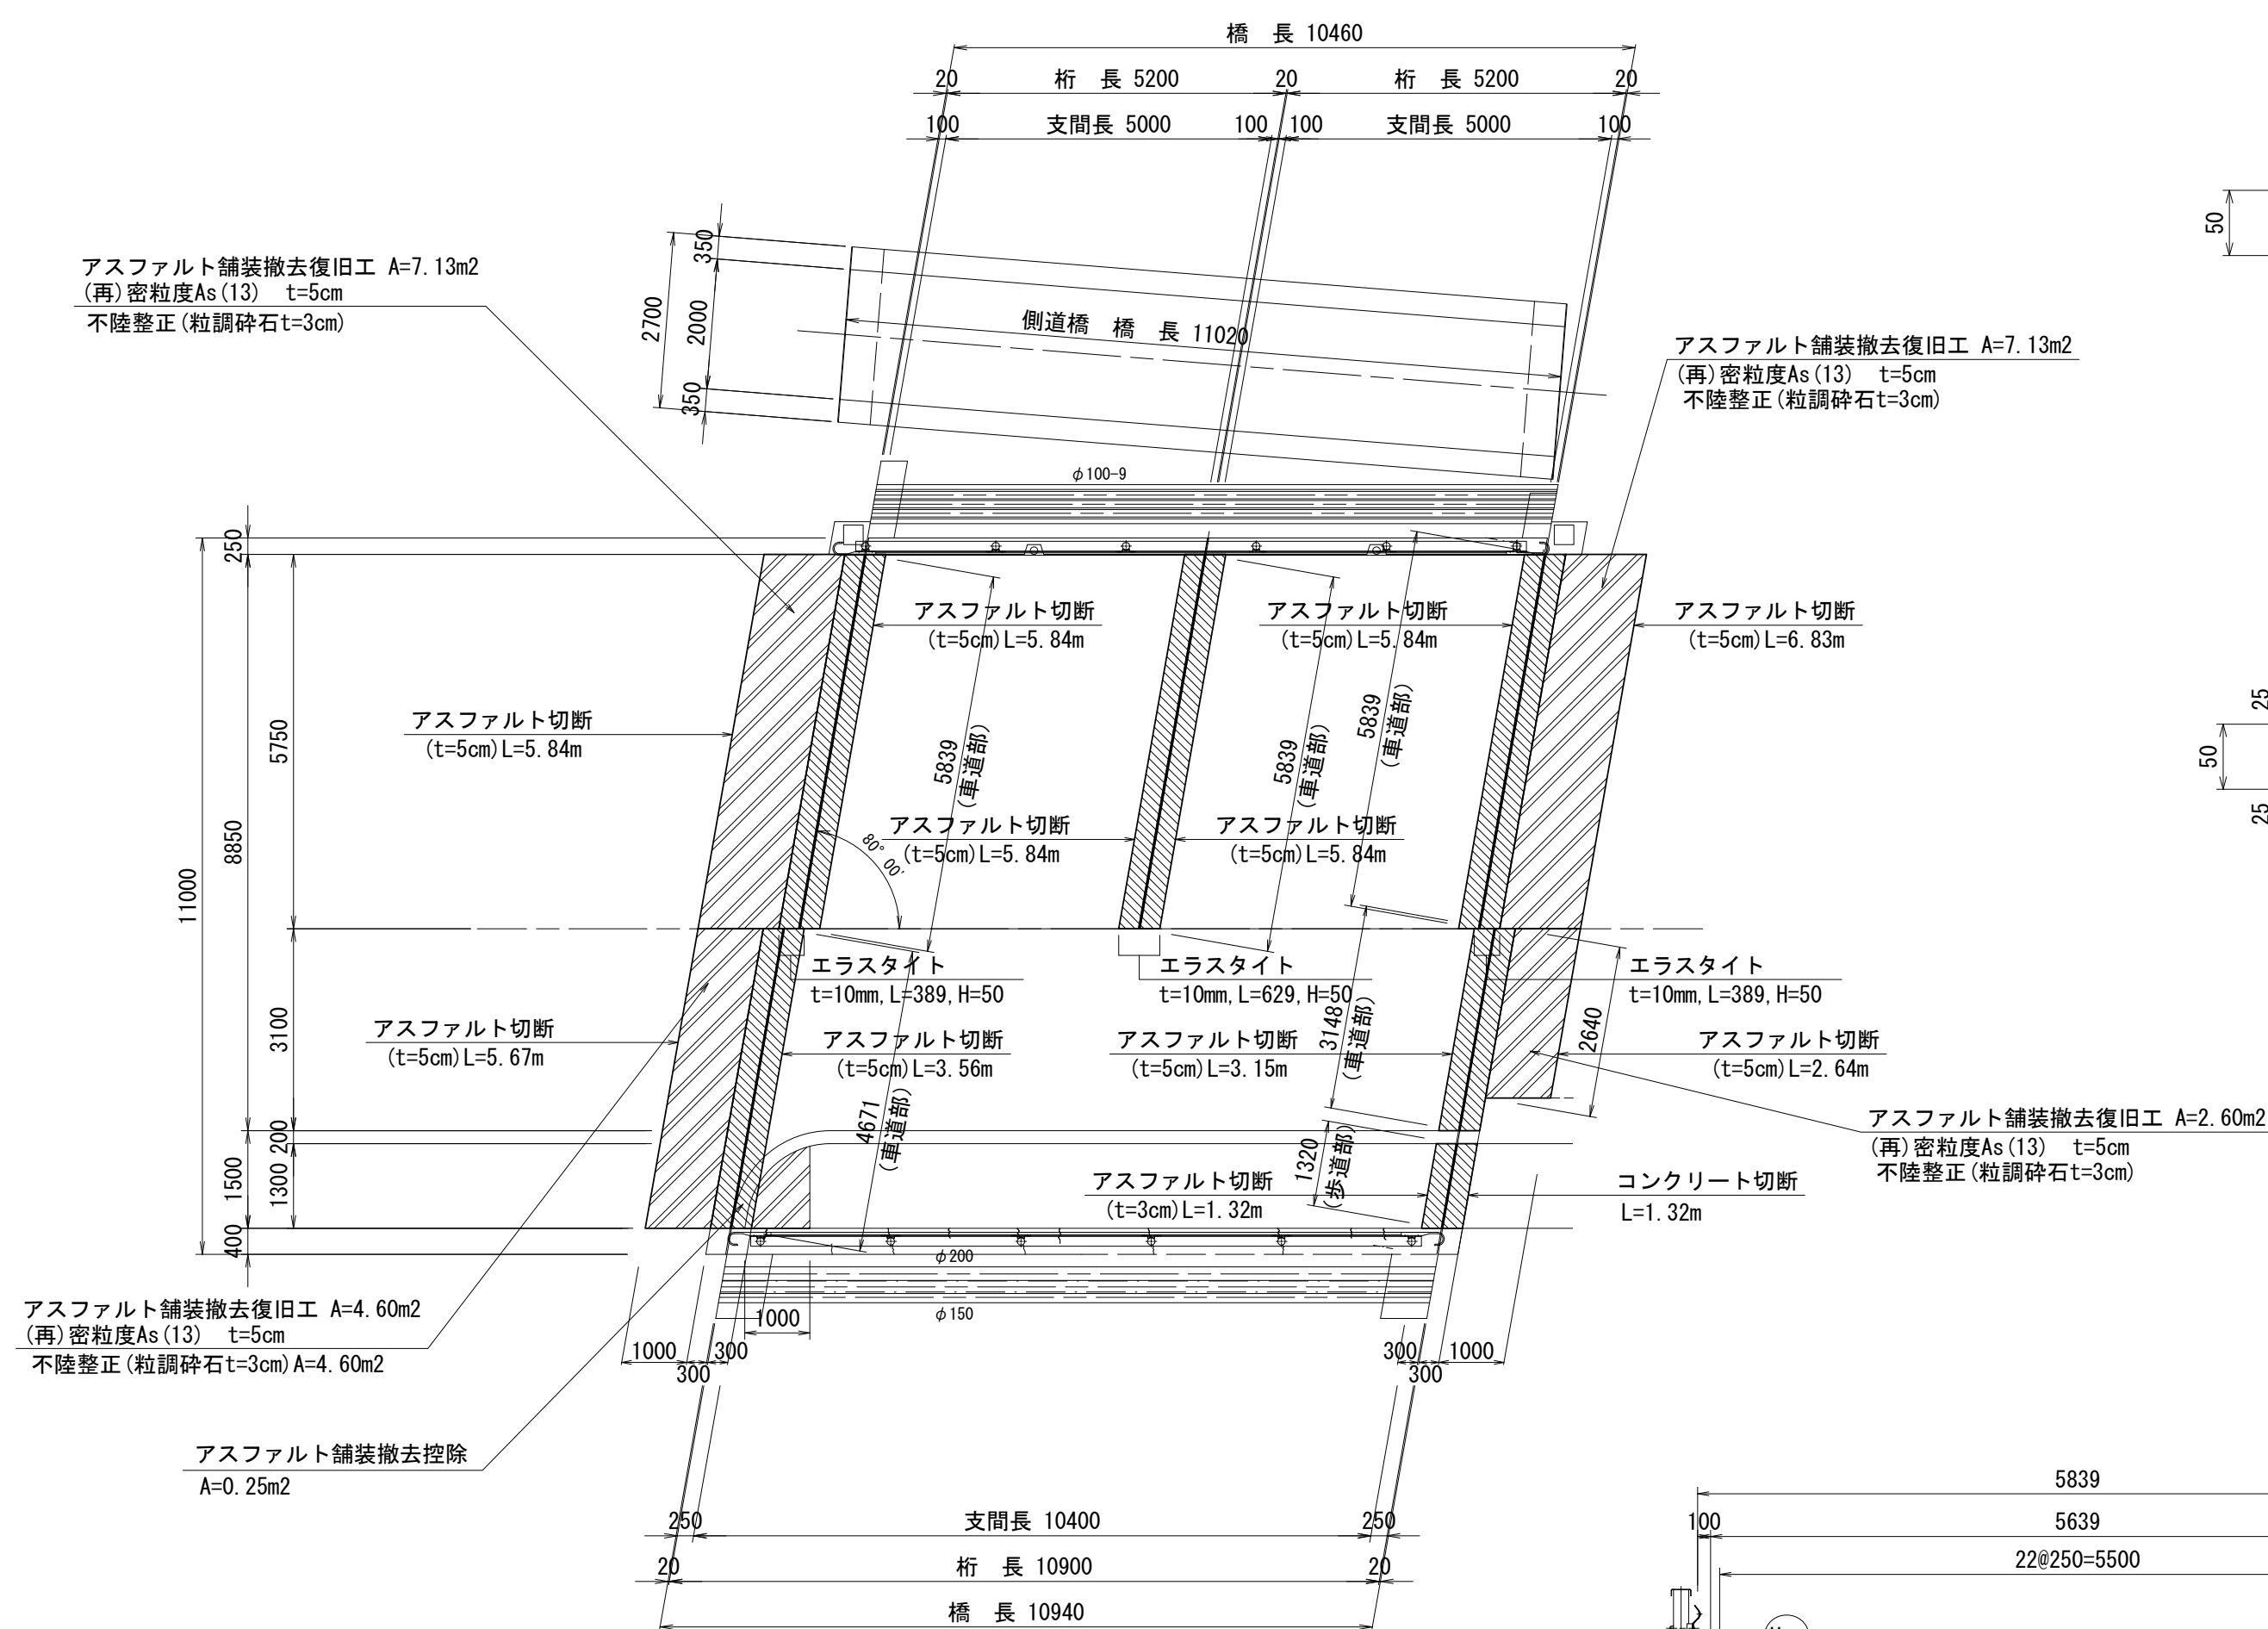 橋　長 10460
20
桁　長 5200
20
桁　長 5200
20
100
支間長 5000
100
100
支間長 5000
100
50
アスファルト舗装撤去復旧工 A=7.13m2
(再)密粒度As(13)　t=5cm
不陸整正(粒調砕石t=3cm)
350
2700
2000
350
側道橋　橋　長 11020
アスファルト舗装撤去復旧工 A=7.13m2
(再)密粒度As(13)　t=5cm
不陸整正(粒調砕石t=3cm)
φ100-9
250
アスファルト切断
(t=5cm)L=5.84m
アスファルト切断
(t=5cm)L=5.84m
アスファルト切断
(t=5cm)L=6.83m
アスファルト切断
(t=5cm)L=5.84m
5750
8850
11000
5839
(車道部)
5839
(車道部)
5839
(車道部)
25
50
25
80°00′
アスファルト切断
(t=5cm)L=5.84m
アスファルト切断
(t=5cm)L=5.84m
エラスタイト
t=10mm,L=389,H=50
エラスタイト
t=10mm,L=629,H=50
エラスタイト
t=10mm,L=389,H=50
3100
アスファルト切断
(t=5cm)L=5.67m
アスファルト切断
(t=5cm)L=3.56m
アスファルト切断
(t=5cm)L=3.15m
3148
(車道部)
2640
アスファルト切断
(t=5cm)L=2.64m
4671
(車道部)
アスファルト舗装撤去復旧工 A=2.60m2
(再)密粒度As(13)　t=5cm
不陸整正(粒調砕石t=3cm)
200
1500
1300
400
1320
(歩道部)
アスファルト切断
(t=3cm)L=1.32m
コンクリート切断
L=1.32m
φ200
φ150
アスファルト舗装撤去復旧工 A=4.60m2
(再)密粒度As(13)　t=5cm
不陸整正(粒調砕石t=3cm)A=4.60m2
1000
1000
300
300
300
300
1000
アスファルト舗装撤去控除
A=0.25m2
250
支間長 10400
250
20
桁　長 10900
20
橋　長 10940
5839
100
5639
22@250=5500